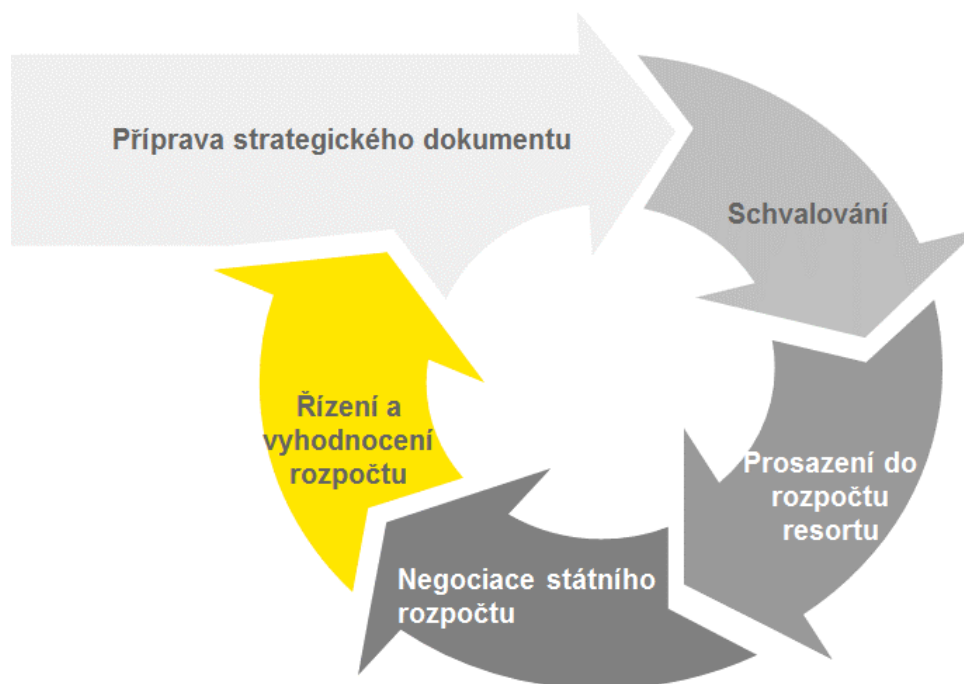 Příprava strategického dokumentu
Schvalování
Prosazení do
rozpočtu
resortu
Negociace státního
rozpočtu
Řízení a
vyhodnocení
rozpočtu